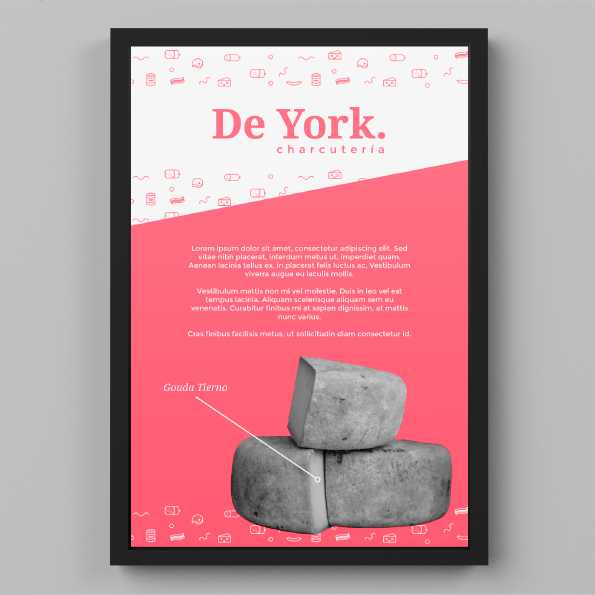 De York.
charcutería
Lorem ipsum dolor sit amet, consectetur adipiscing elit. Sed
vitae nibh placerat, interdum metus ut, imperdiet quam.
Aenean lacinia tellus ex, in placerat felis luctus ac. Vestibulum
viverra augue eu iaculis mollis.
Vestibulum mattis non mi vel molestie. Duis in leo vel est
tempus lacinia. Aliquam scelerisque aliquam sem eu
venenatis. Curabitur finibus mi at sapien dignissim, at mattis
nunc varius.
Cras finibus facilisis metus, ut sollicitudin diam consectetur id.
Gouda Tierno